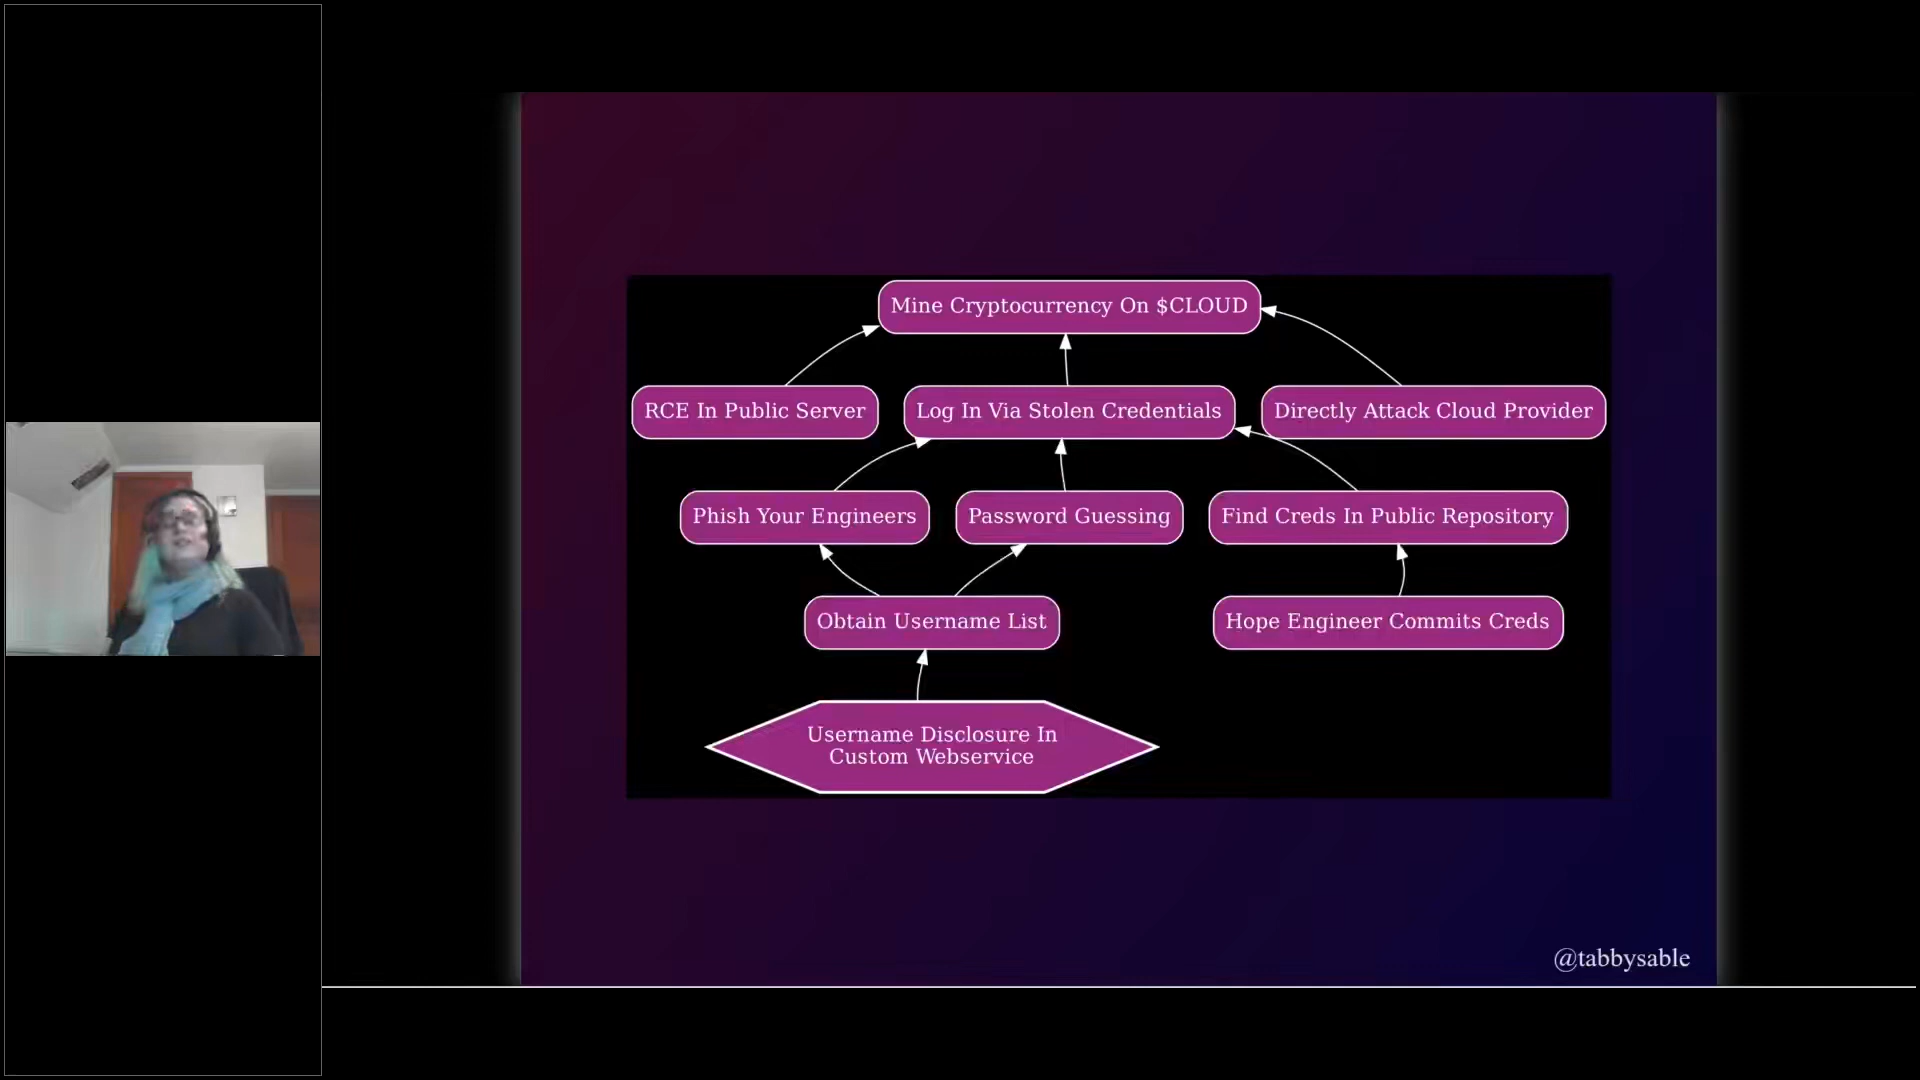 Mine Cryptocurrency On $CLOUD
RCE In Public Server
Log In Via Stolen Credentials
Directly Attack Cloud Provider
Phish Your Engineers
Password Guessing
Find Creds In Public Repository
Obtain Username List
Hope Engineer Commits Creds
Username Disclosure In
Custom Webservice
@tabbysable